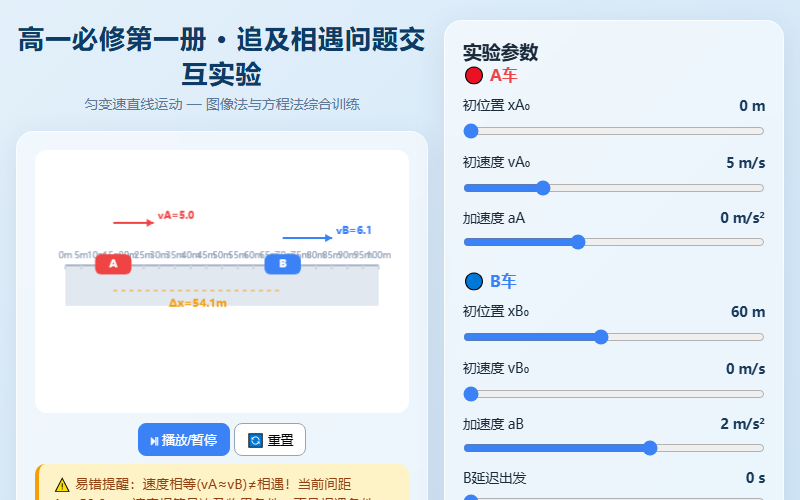 高一必修第一册 · 追及相遇问题交
互实验
匀变速直线运动 — 图像法与方程法综合训练
vA=5.0
vB=6.1
A
B
Δx=54.1m
播放/暂停
重置
易错提醒：速度相等(vA≈vB)≠相遇！当前间距
实验参数
A车
初位置 xA₀ 0 m
初速度 vA₀ 5 m/s
加速度 aA 0 m/s²
B车
初位置 xB₀ 60 m
初速度 vB₀ 0 m/s
加速度 aB 2 m/s²
B延迟出发 0 s